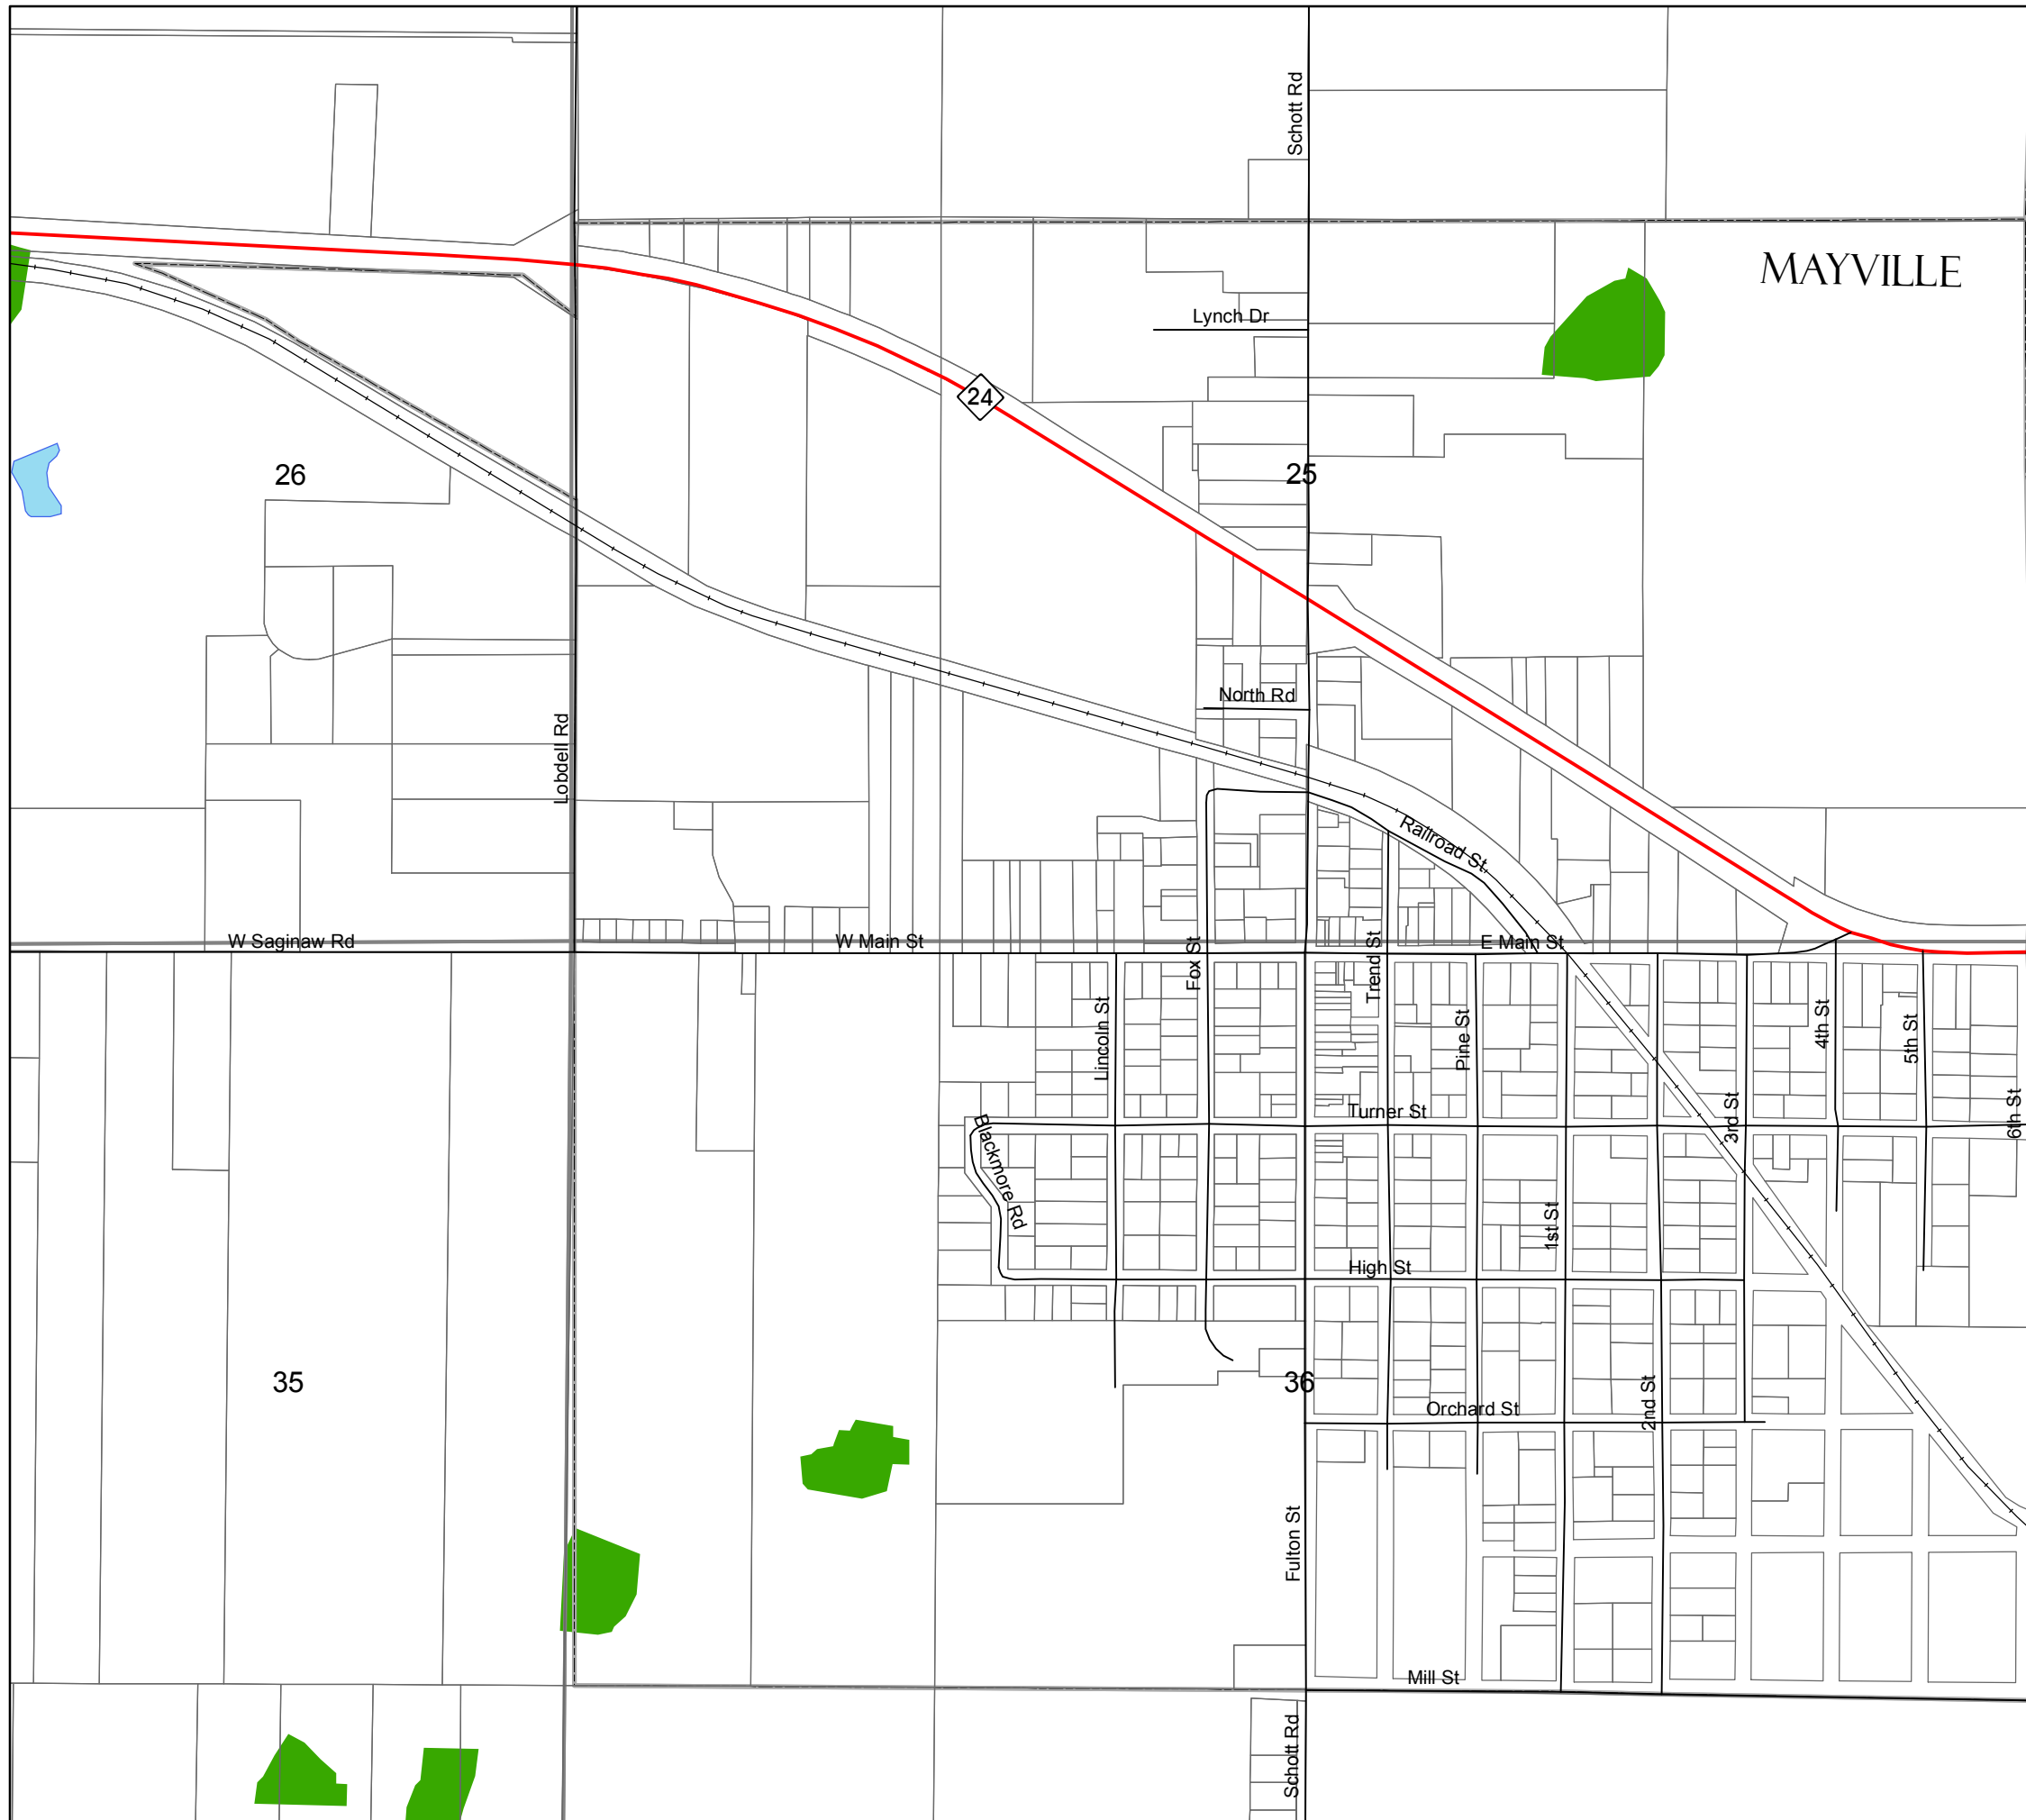 Schott Rd
MAYVILLE
Lynch Dr
24
26
25
North Rd
Lobdell Rd
Railroad St
W Saginaw Rd
W Main St
E Main St
Fox St
Trend St
Lincoln St
Pine St
4th St
5th St
Turner St
3rd St
6th St
Blackmore Rd
1st St
High St
35
36
2nd St
Orchard St
Fulton St
Mill St
Schott Rd